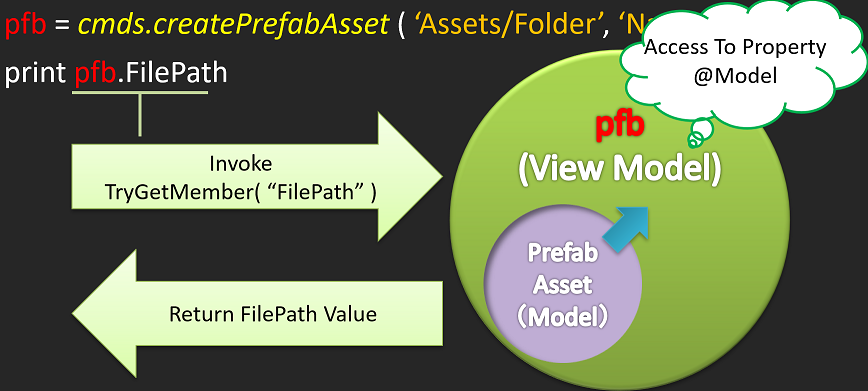 pfb = cmds.createPrefabAsset ( ‘Assets/Folder’, ‘Na
print pfb.FilePath
Access To Property
@Model
Invoke
TryGetMember( “FilePath” )
pfb
(View Model)
Prefab
Asset
（Model）
Return FilePath Value